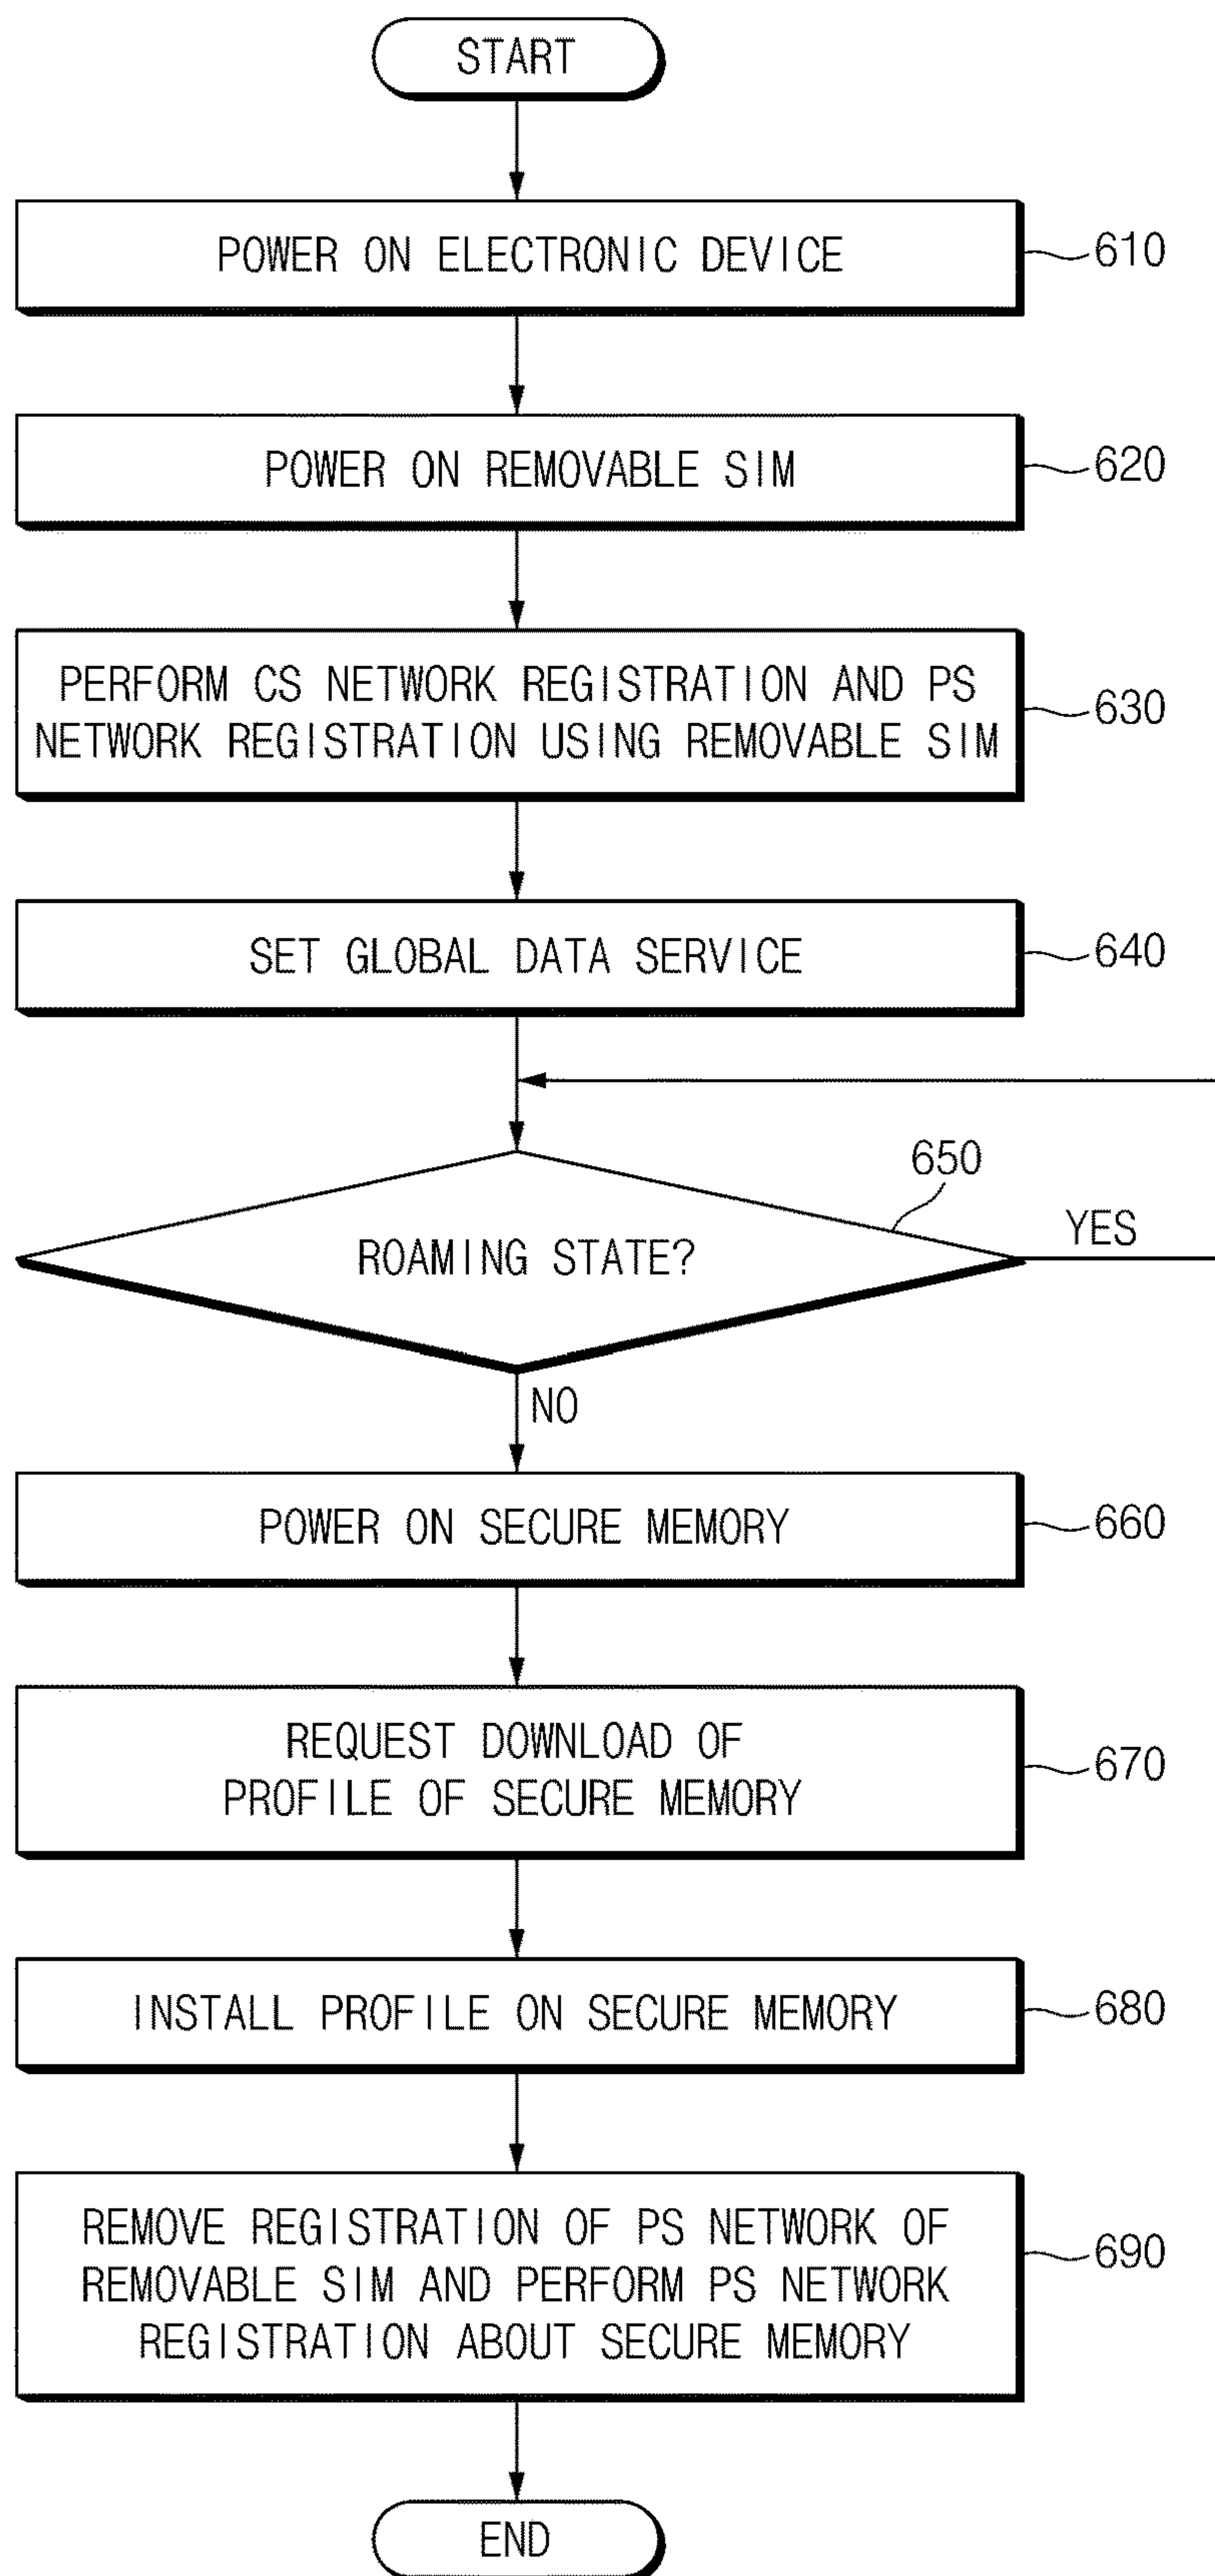 START
POWER ON ELECTRONIC DEVICE
610
POWER ON REMOVABLE SIM
620
PERFORM CS NETWORK REGISTRATION AND PS
NETWORK REGISTRATION USING REMOVABLE SIM
630
SET GLOBAL DATA SERVICE
640
650
ROAMING STATE?
YES
NO
POWER ON SECURE MEMORY
660
REQUEST DOWNLOAD OF
PROFILE OF SECURE MEMORY
670
INSTALL PROFILE ON SECURE MEMORY
680
REMOVE REGISTRATION OF PS NETWORK OF
REMOVABLE SIM AND PERFORM PS NETWORK
REGISTRATION ABOUT SECURE MEMORY
690
END